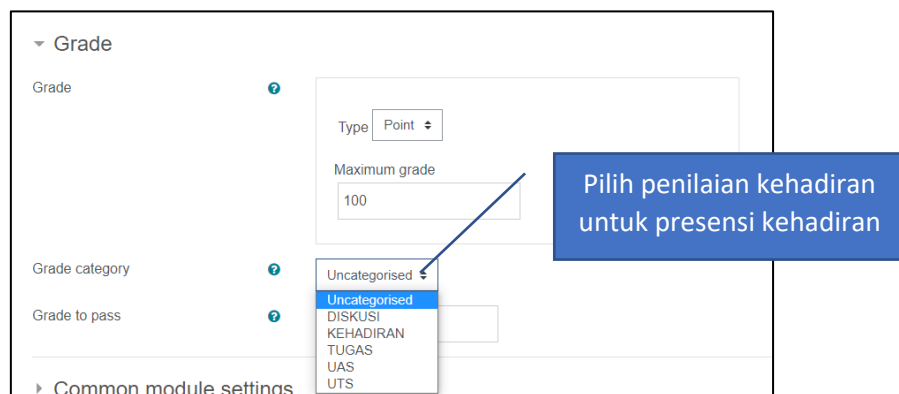 Grade
Grade
Type Point
Maximum grade
100
Pilih penilaian kehadiran
untuk presensi kehadiran
Grade category
Uncategorised
Uncategorised
DISKUSI
KEHADIRAN
TUGAS
UAS
UTS
Grade to pass
Common module settings